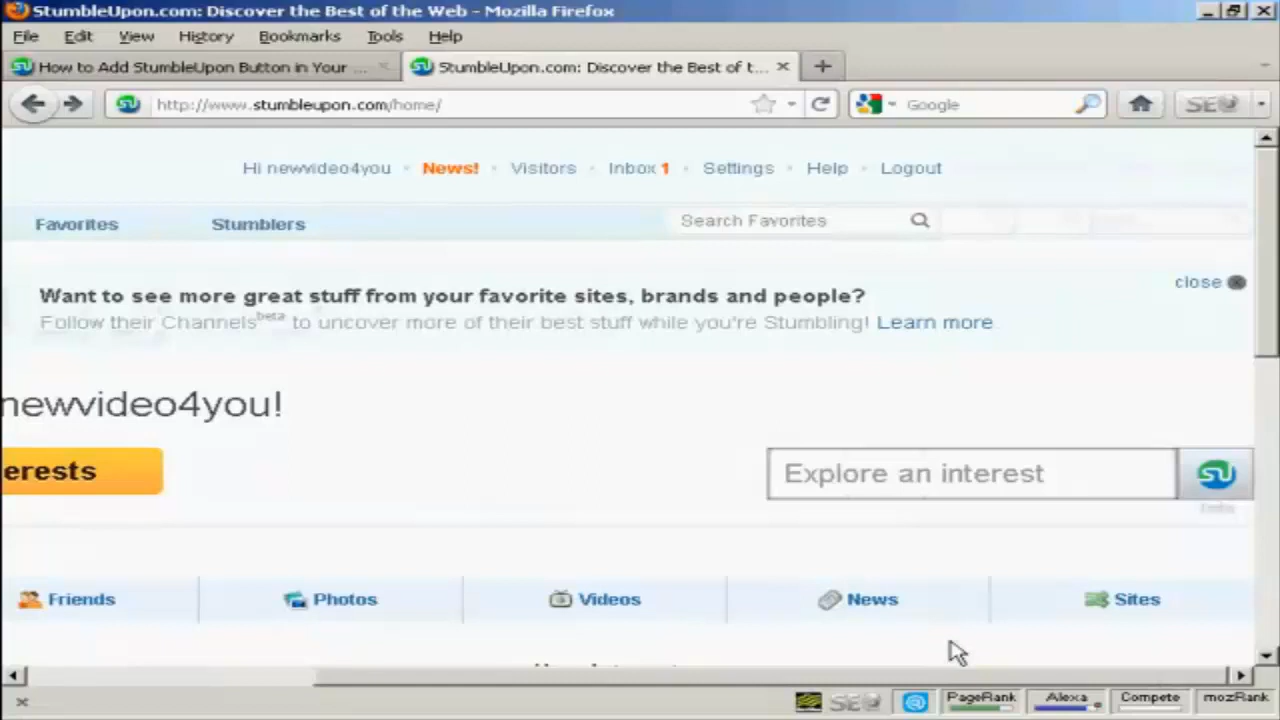 StumbleUpon.com: Discover the Best of the Web - Mozilla Firefox
File Edit View History Bookmarks Tools Help
How to Add StumbleUpon Button in Your ... StumbleUpon.com: Discover the Best of t...
http://www.stumbleupon.com/home/ Google SE
Hi newvideo4you · News! · Visitors · Inbox 1 · Settings · Help · Logout
Favorites Stumblers Search Favorites
close
Want to see more great stuff from your favorite sites, brands and people?
Follow their Channels beta to uncover more of their best stuff while you're Stumbling! Learn more
newvideo4you!
erests Explore an interest
Friends Photos Videos News Sites
SE PageRank Alexa Compete mozRank